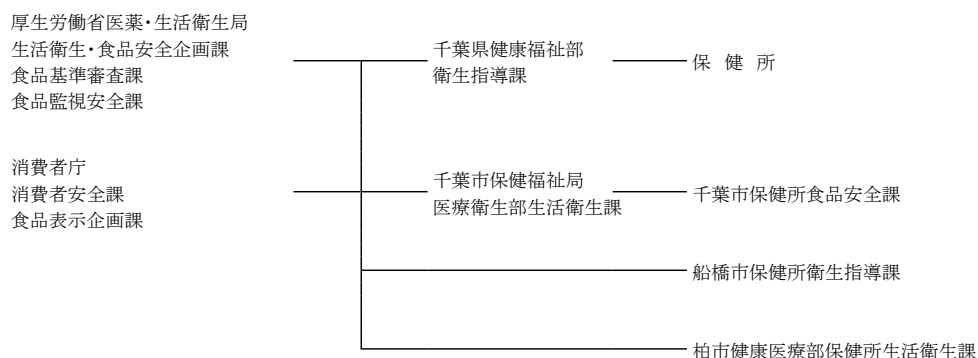 厚生労働省医薬・生活衛生局
生活衛生・食品安全企画課
食品基準審査課
食品監視安全課
千葉県健康福祉部
衛生指導課
保 健 所
消費者庁
消費者安全課
食品表示企画課
千葉市保健福祉局
医療衛生部生活衛生課
千葉市保健所食品安全課
船橋市保健所衛生指導課
柏市健康医療部保健所生活衛生課